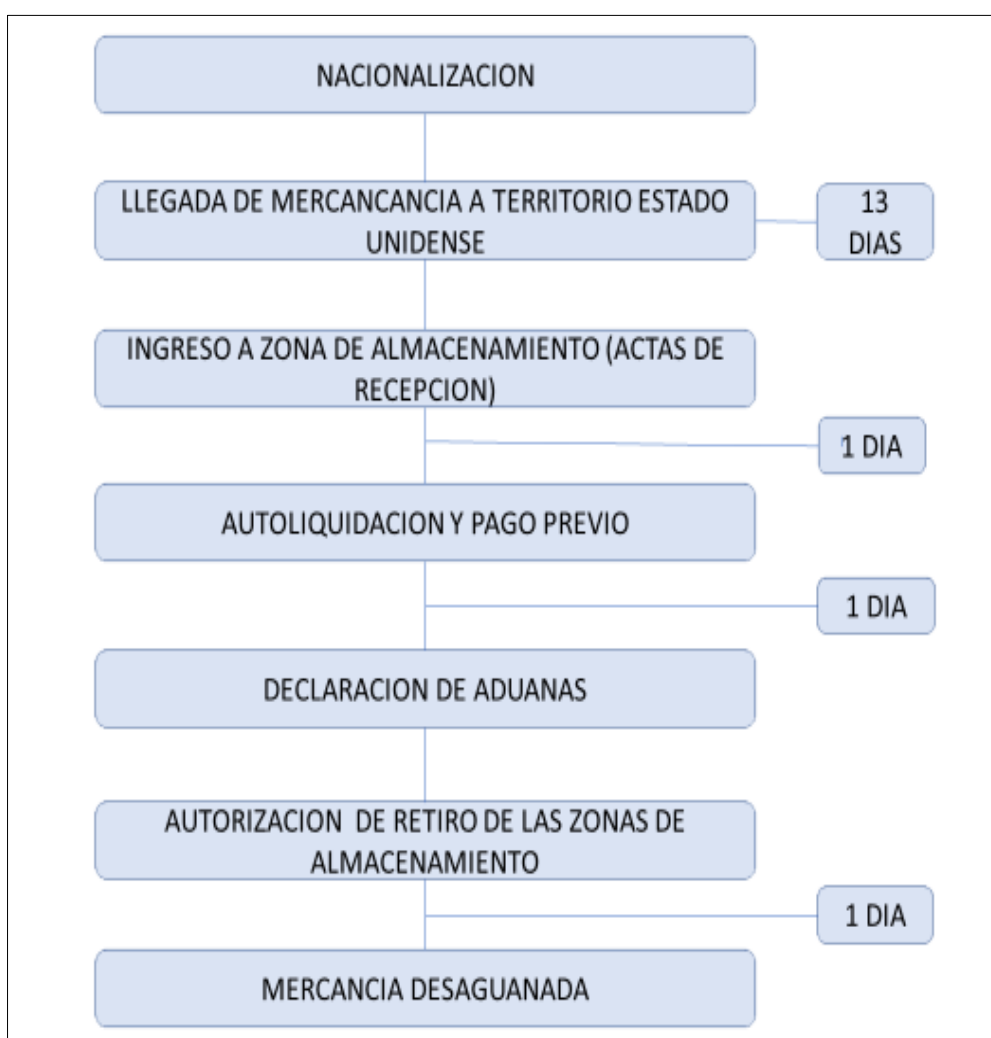 NACIONALIZACION
LLEGADA DE MERCANCANCIA A TERRITORIO ESTADO
UNIDENSE
13
DIAS
INGRESO A ZONA DE ALMACENAMIENTO (ACTAS DE
RECEPCION)
1 DIA
AUTOLIQUIDACION Y PAGO PREVIO
1 DIA
DECLARACION DE ADUANAS
AUTORIZACION DE RETIRO DE LAS ZONAS DE
ALMACENAMIENTO
1 DIA
MERCANCIA DESAGUANADA